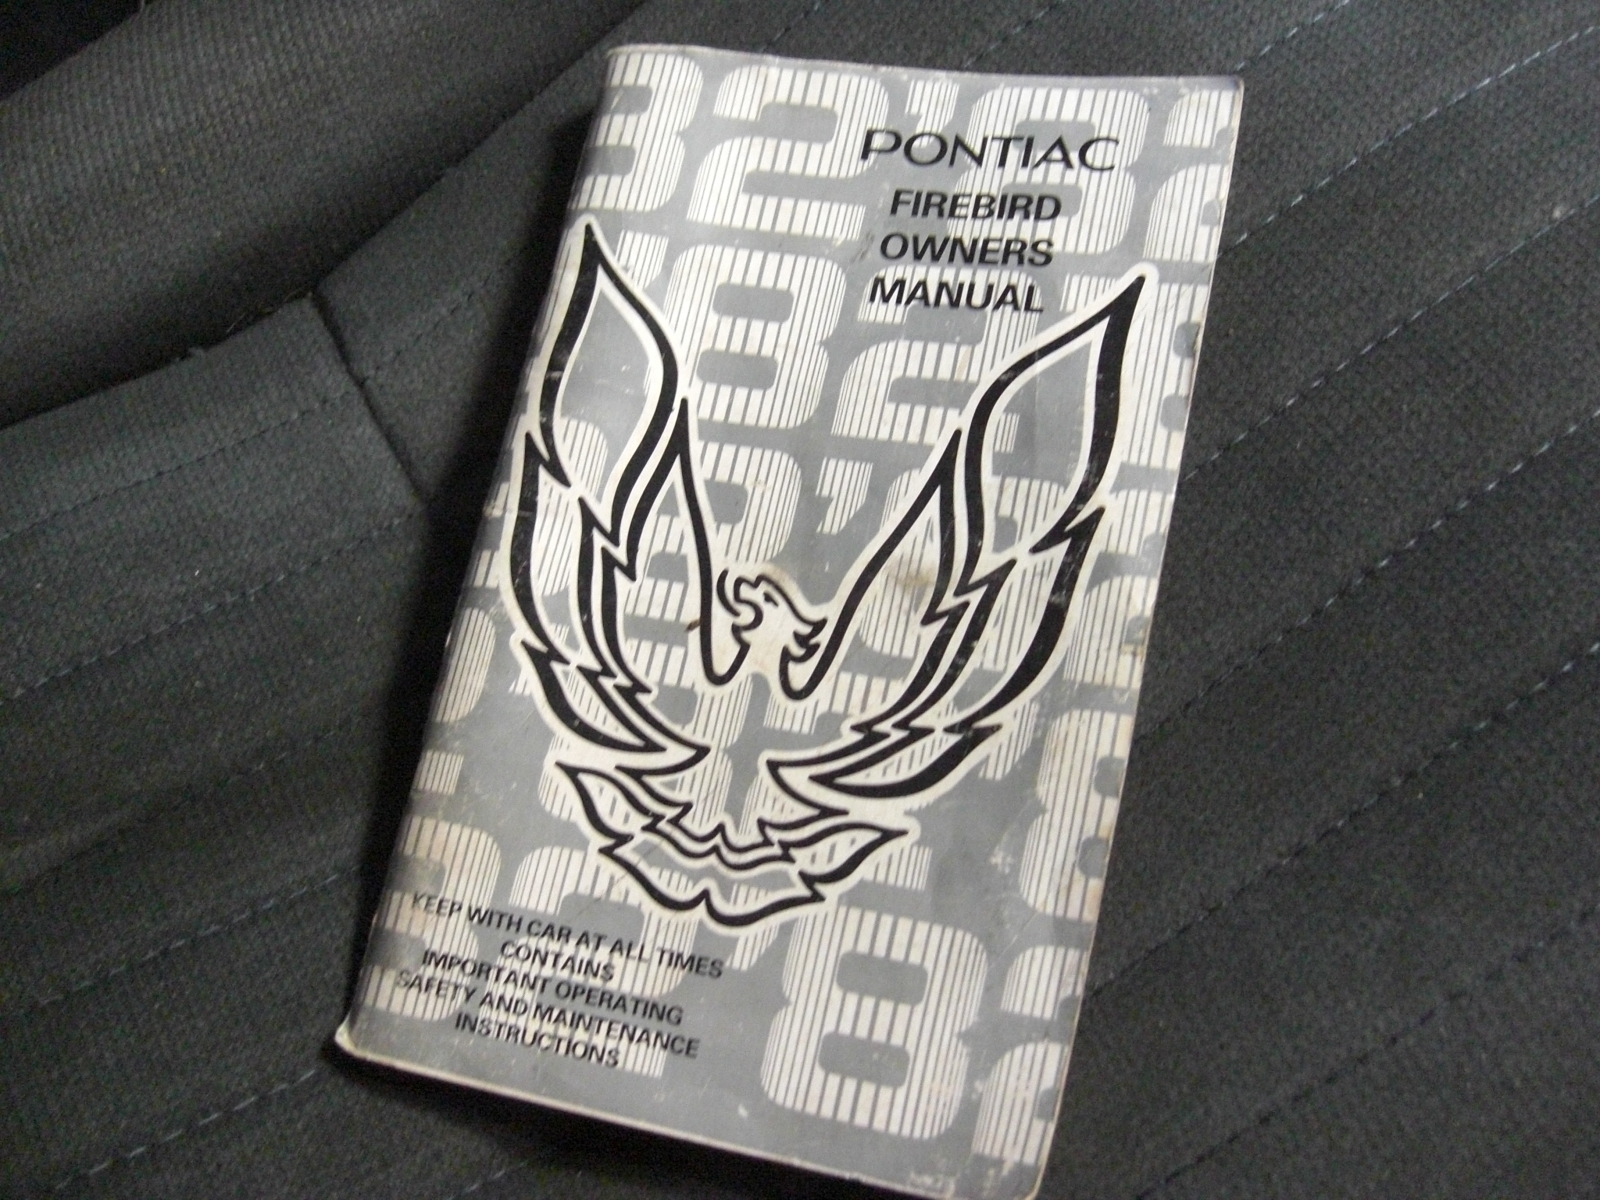 PONTIAC
FIREBIRD
OWNERS
MANUAL
KEEP WITH CAR AT ALL TIMES
CONTAINS
IMPORTANT OPERATING
SAFETY AND MAINTENANCE
INSTRUCTIONS